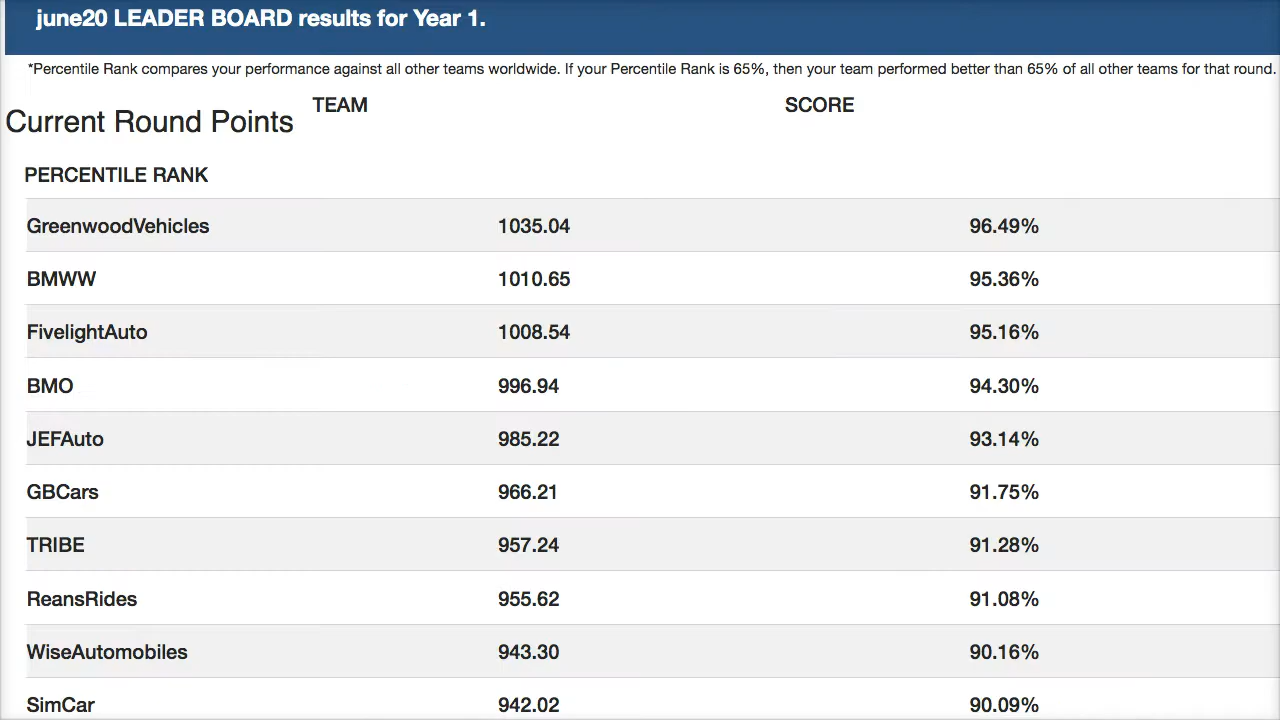 june20 LEADER BOARD results for Year 1.
*Percentile Rank compares your performance against all other teams worldwide. If your Percentile Rank is 65%, then your team performed better than 65% of all other teams for that round.
TEAM SCORE
Current Round Points
PERCENTILE RANK
GreenwoodVehicles 1035.04 96.49%
BMWW 1010.65 95.36%
FivelightAuto 1008.54 95.16%
BMO 996.94 94.30%
JEFAuto 985.22 93.14%
GBCars 966.21 91.75%
TRIBE 957.24 91.28%
ReansRides 955.62 91.08%
WiseAutomobiles 943.30 90.16%
SimCar 942.02 90.09%